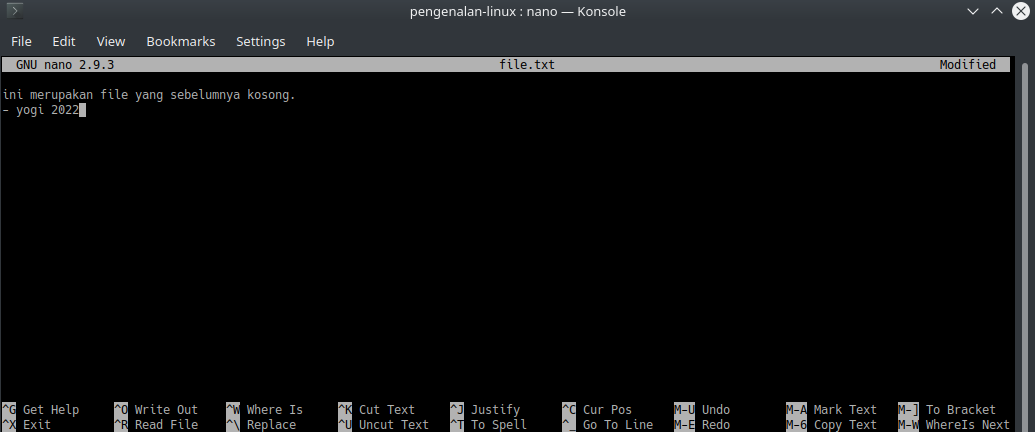 pengenalan-linux : nano — Konsole
File Edit View Bookmarks Settings Help
GNU nano 2.9.3 file.txt Modified
ini merupakan file yang sebelumnya kosong.
- yogi 2022
^G Get Help ^O Write Out ^W Where Is ^K Cut Text ^J Justify ^C Cur Pos M-U Undo M-A Mark Text M-] To Bracket
^X Exit ^R Read File ^\ Replace ^U Uncut Text ^T To Spell ^_ Go To Line M-E Redo M-6 Copy Text M-W WhereIs Next